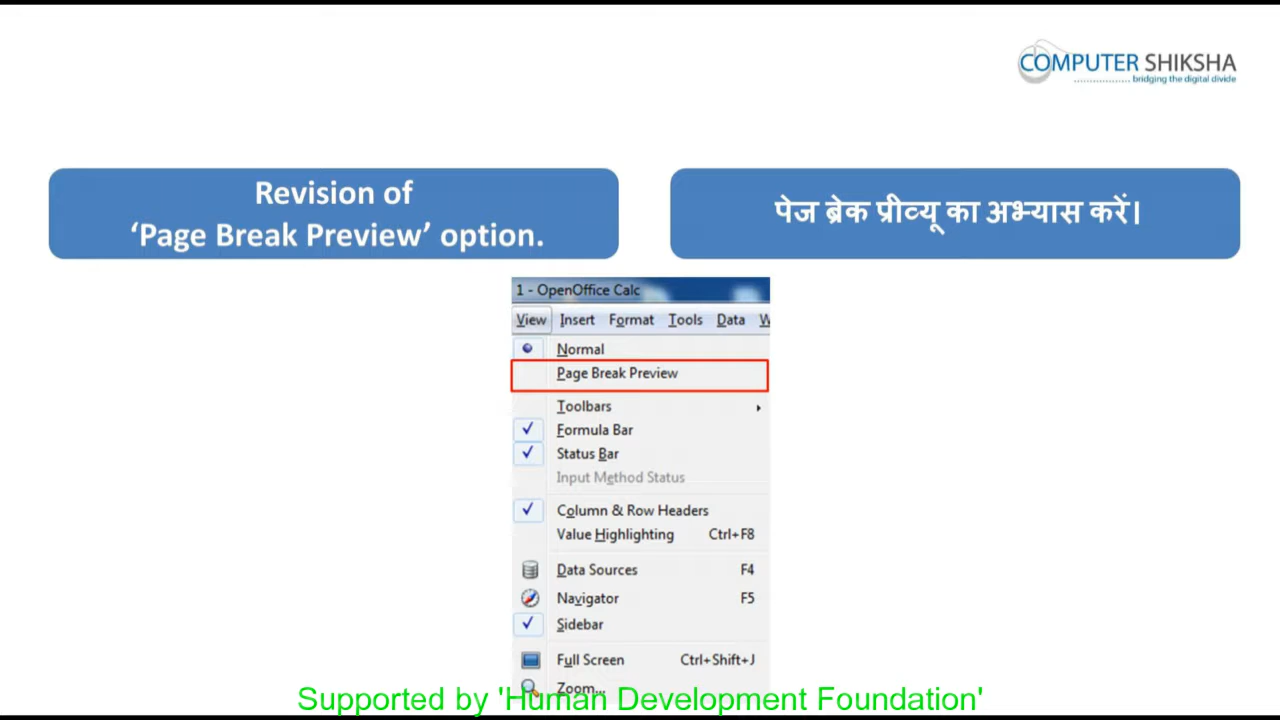 COMPUTER SHIKSHA
bridging the digital divide
Revision of
‘Page Break Preview’ option.
पेज ब्रेक प्रीव्यू का अभ्यास करें।
1 - OpenOffice Calc
View Insert Format Tools Data W
Normal
Page Break Preview
Toolbars
Formula Bar
Status Bar
Input Method Status
Column & Row Headers
Value Highlighting Ctrl+F8
Data Sources F4
Navigator F5
Sidebar
Full Screen Ctrl+Shift+J
Zoom...
Supported by 'Human Development Foundation'